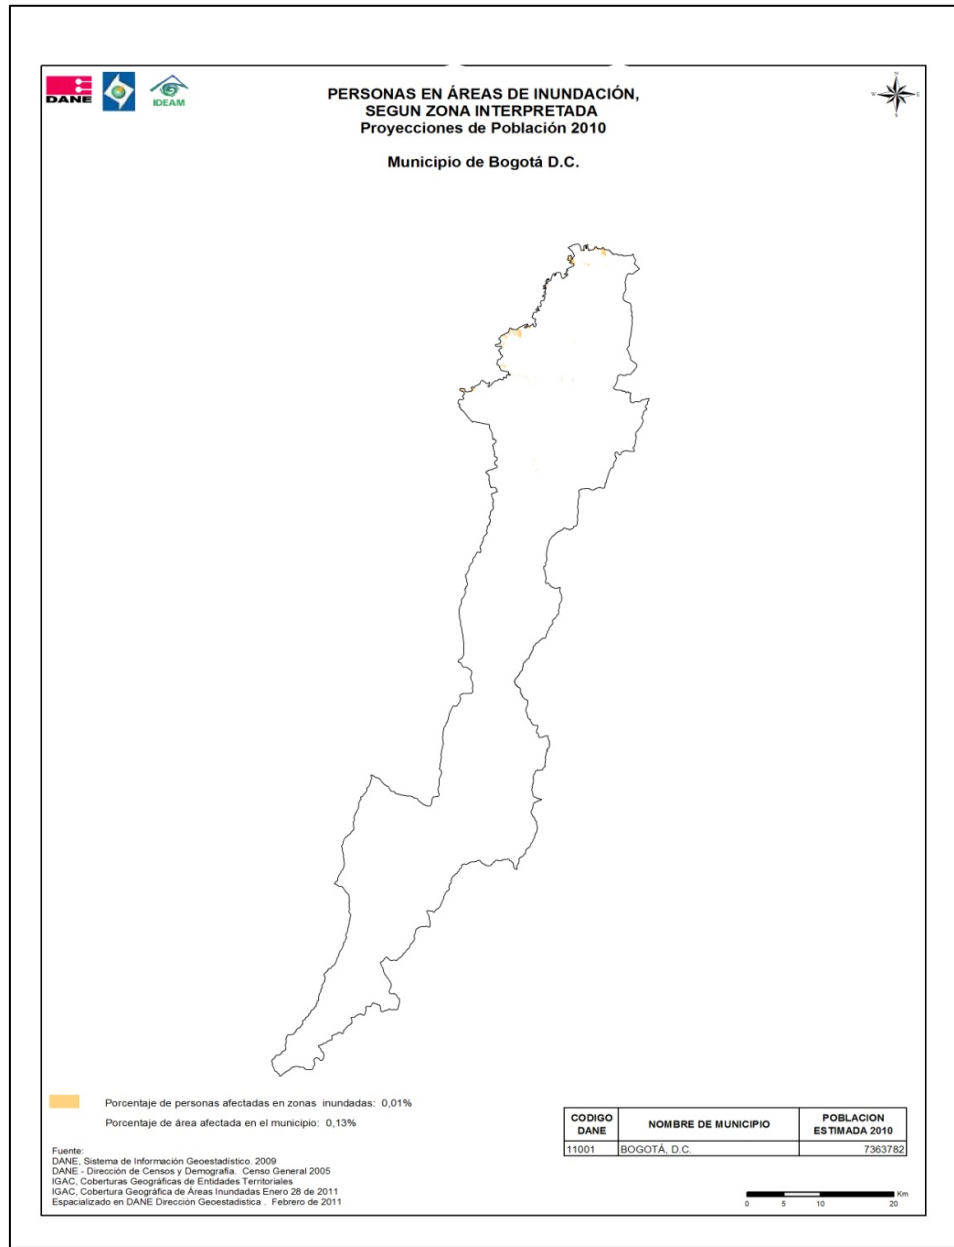 DANE
IDEAM
PERSONAS EN ÁREAS DE INUNDACIÓN,
SEGUN ZONA INTERPRETADA
Proyecciones de Población 2010
Municipio de Bogotá D.C.
N
W
E
S
Porcentaje de personas afectadas en zonas inundadas: 0,01%
Porcentaje de área afectada en el municipio: 0,13%
Fuente:
DANE, Sistema de Información Geoestadístico. 2009
DANE - Dirección de Censos y Demografía. Censo General 2005
IGAC, Coberturas Geográficas de Entidades Territoriales
IGAC, Cobertura Geográfica de Áreas Inundadas Enero 28 de 2011
Espacializado en DANE Dirección Geoestadistica . Febrero de 2011
CODIGO DANE NOMBRE DE MUNICIPIO POBLACION ESTIMADA 2010
11001 BOGOTÁ, D.C. 7363782
Km
0 5 10 20